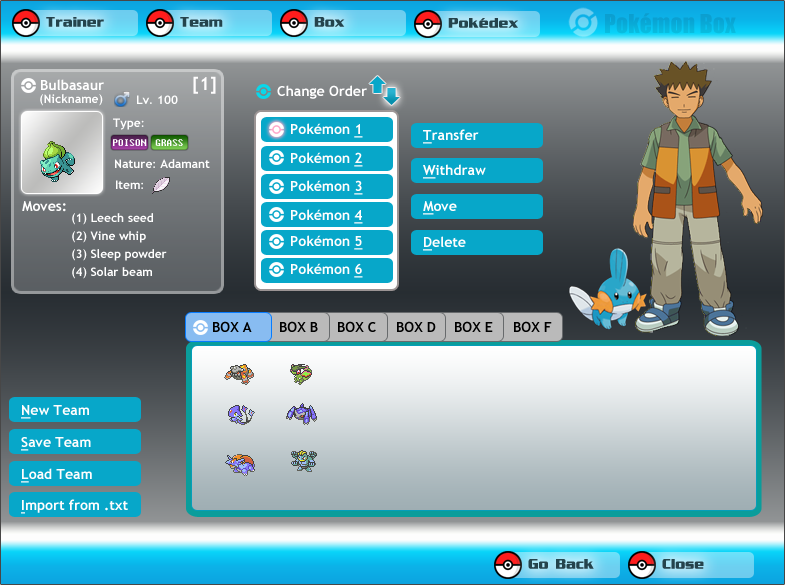 Trainer
Team
Box
Pokédex
Pokémon Box
Bulbasaur
[1]
(Nickname)
Lv. 100
Type:
POISON GRASS
Nature: Adamant
Item:
Moves:
(1) Leech seed
(2) Vine whip
(3) Sleep powder
(4) Solar beam
Change Order
Pokémon 1
Pokémon 2
Pokémon 3
Pokémon 4
Pokémon 5
Pokémon 6
Transfer
Withdraw
Move
Delete
BOX A
BOX B
BOX C
BOX D
BOX E
BOX F
New Team
Save Team
Load Team
Import from .txt
Go Back
Close